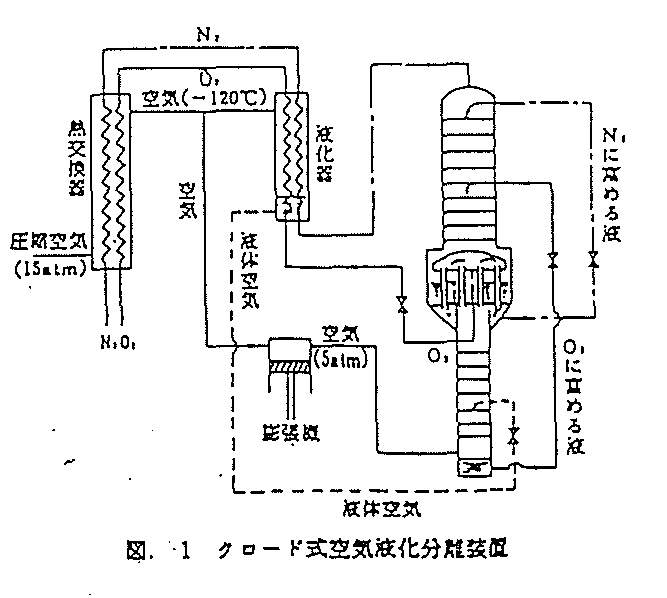 N₂
O₂
空気(-120℃)
熱交換器
液化器
空気
液体空気
圧縮空気
(15atm)
N₂O₂
空気
(5atm)
膨張器
O₂
N₂に富める液
O₂に富める液
液体空気
図. 1 クロード式空気液化分離装置